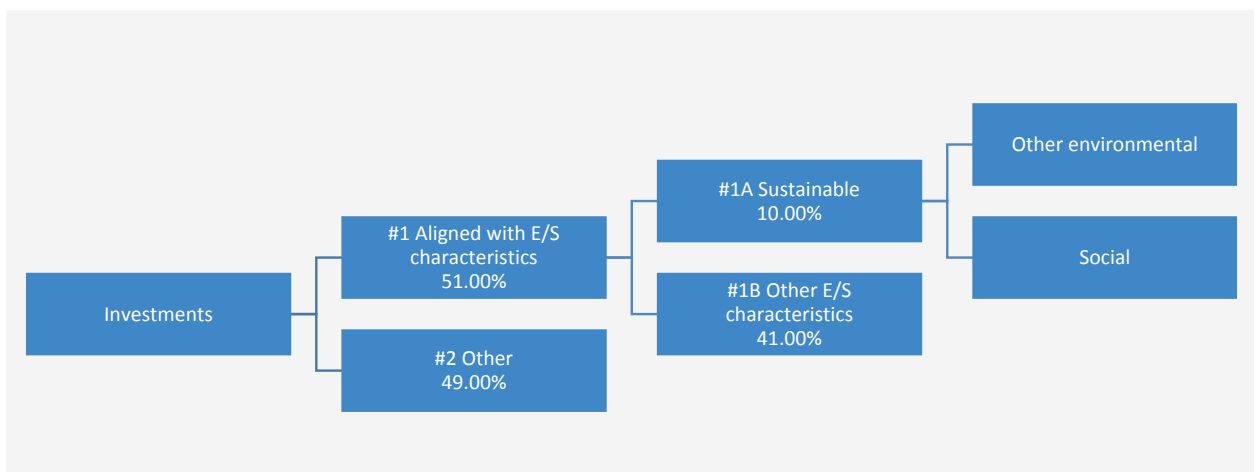 Investments
#1 Aligned with E/S
characteristics
51.00%
#2 Other
49.00%
#1A Sustainable
10.00%
#1B Other E/S
characteristics
41.00%
Other environmental
Social